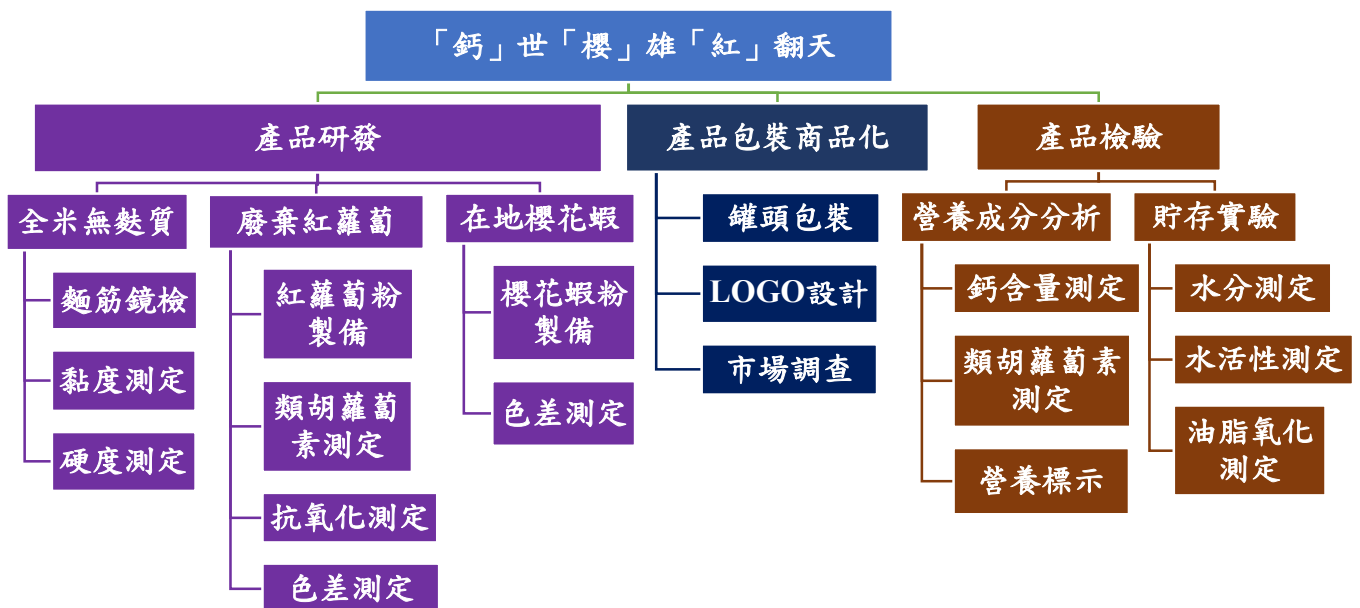 「鈣」世「櫻」雄「紅」翻天
產品研發
全米無麩質
麵筋鏡檢
黏度測定
硬度測定
廢棄紅蘿蔔
紅蘿蔔粉
製備
類胡蘿蔔
素測定
抗氧化測定
色差測定
在地櫻花蝦
櫻花蝦粉
製備
色差測定
產品包裝商品化
罐頭包裝
LOGO設計
市場調查
產品檢驗
營養成分分析
鈣含量測定
類胡蘿蔔素
測定
營養標示
貯存實驗
水分測定
水活性測定
油脂氧化
測定